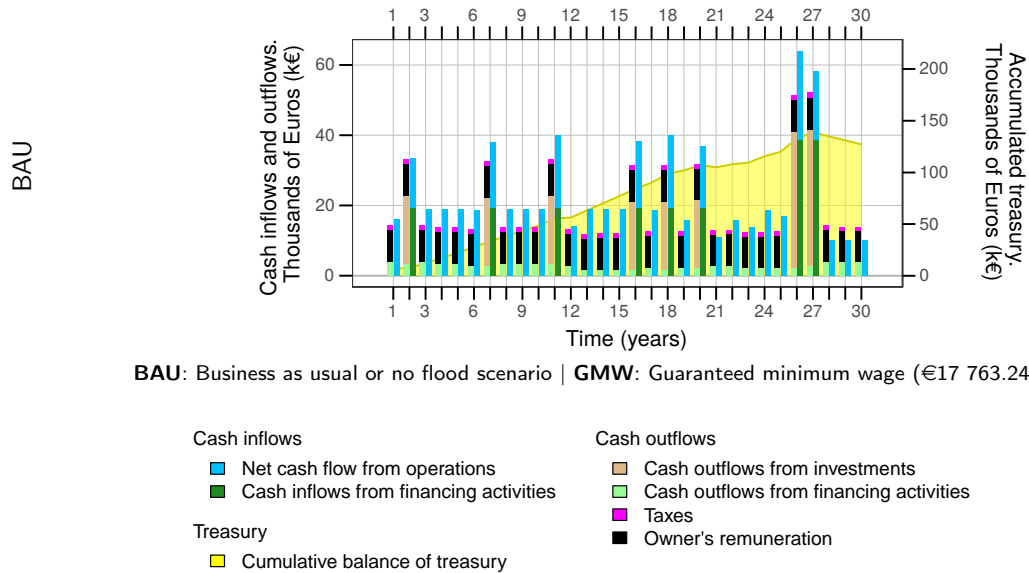 1 3 6 9 12 15 18 21 24 27 30
BAU
Cash inflows and outflows.
Thousands of Euros (k€)
60
40
20
0
200
150
100
50
0
Accumulated treasury.
Thousands of Euros (k€)
1 3 6 9 12 15 18 21 24 27 30
Time (years)
BAU: Business as usual or no flood scenario | GMW: Guaranteed minimum wage (€17 763.24
Cash inflows
Net cash flow from operations
Cash inflows from financing activities
Treasury
Cumulative balance of treasury
Cash outflows
Cash outflows from investments
Cash outflows from financing activities
Taxes
Owner's remuneration